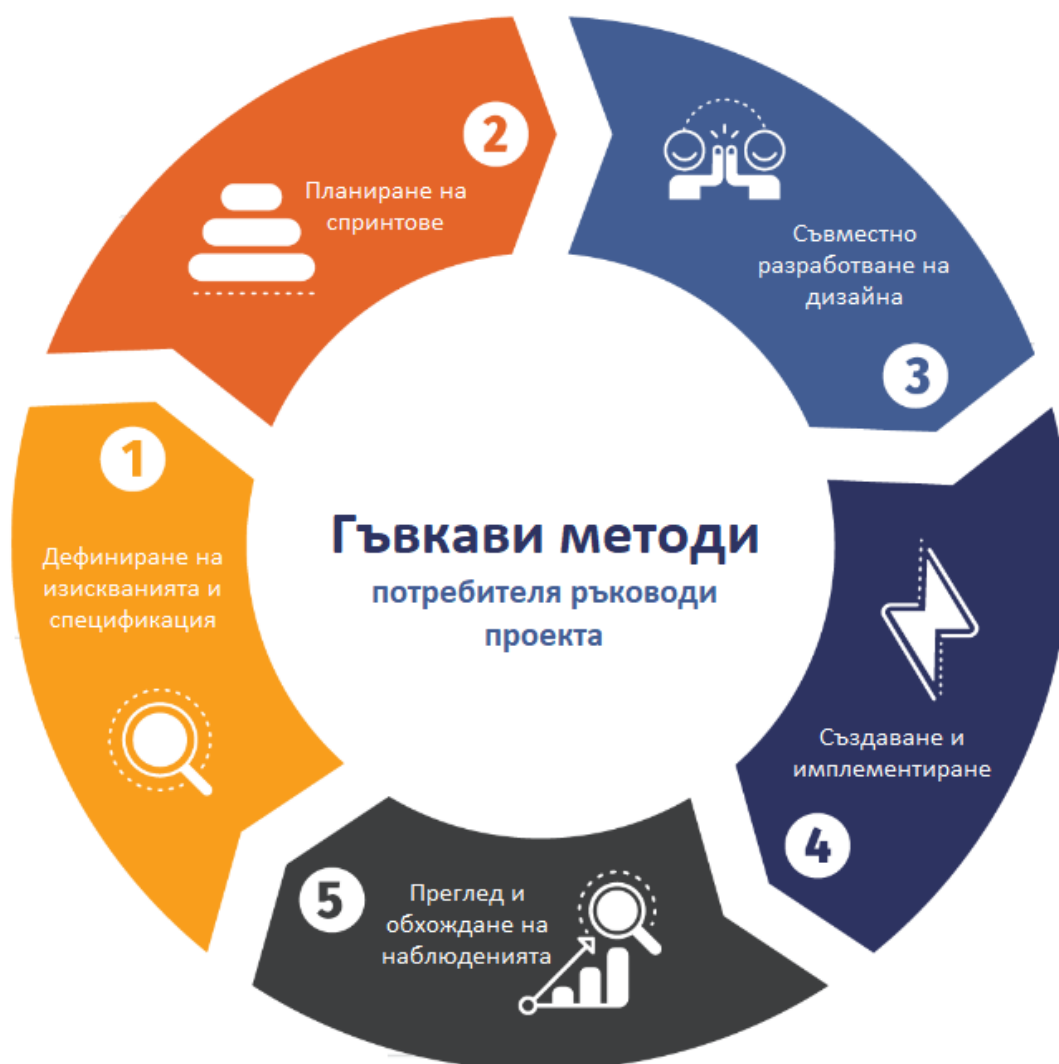 Гъвкави методи
потребителя ръководи
проекта
1
Дефиниране на
изискванията и
спецификация
2
Планиране на
спринтове
Съвместно
разработване на
дизайна
3
Създаване и
имплементиране
4
5
Преглед и
обхождане на
наблюденията